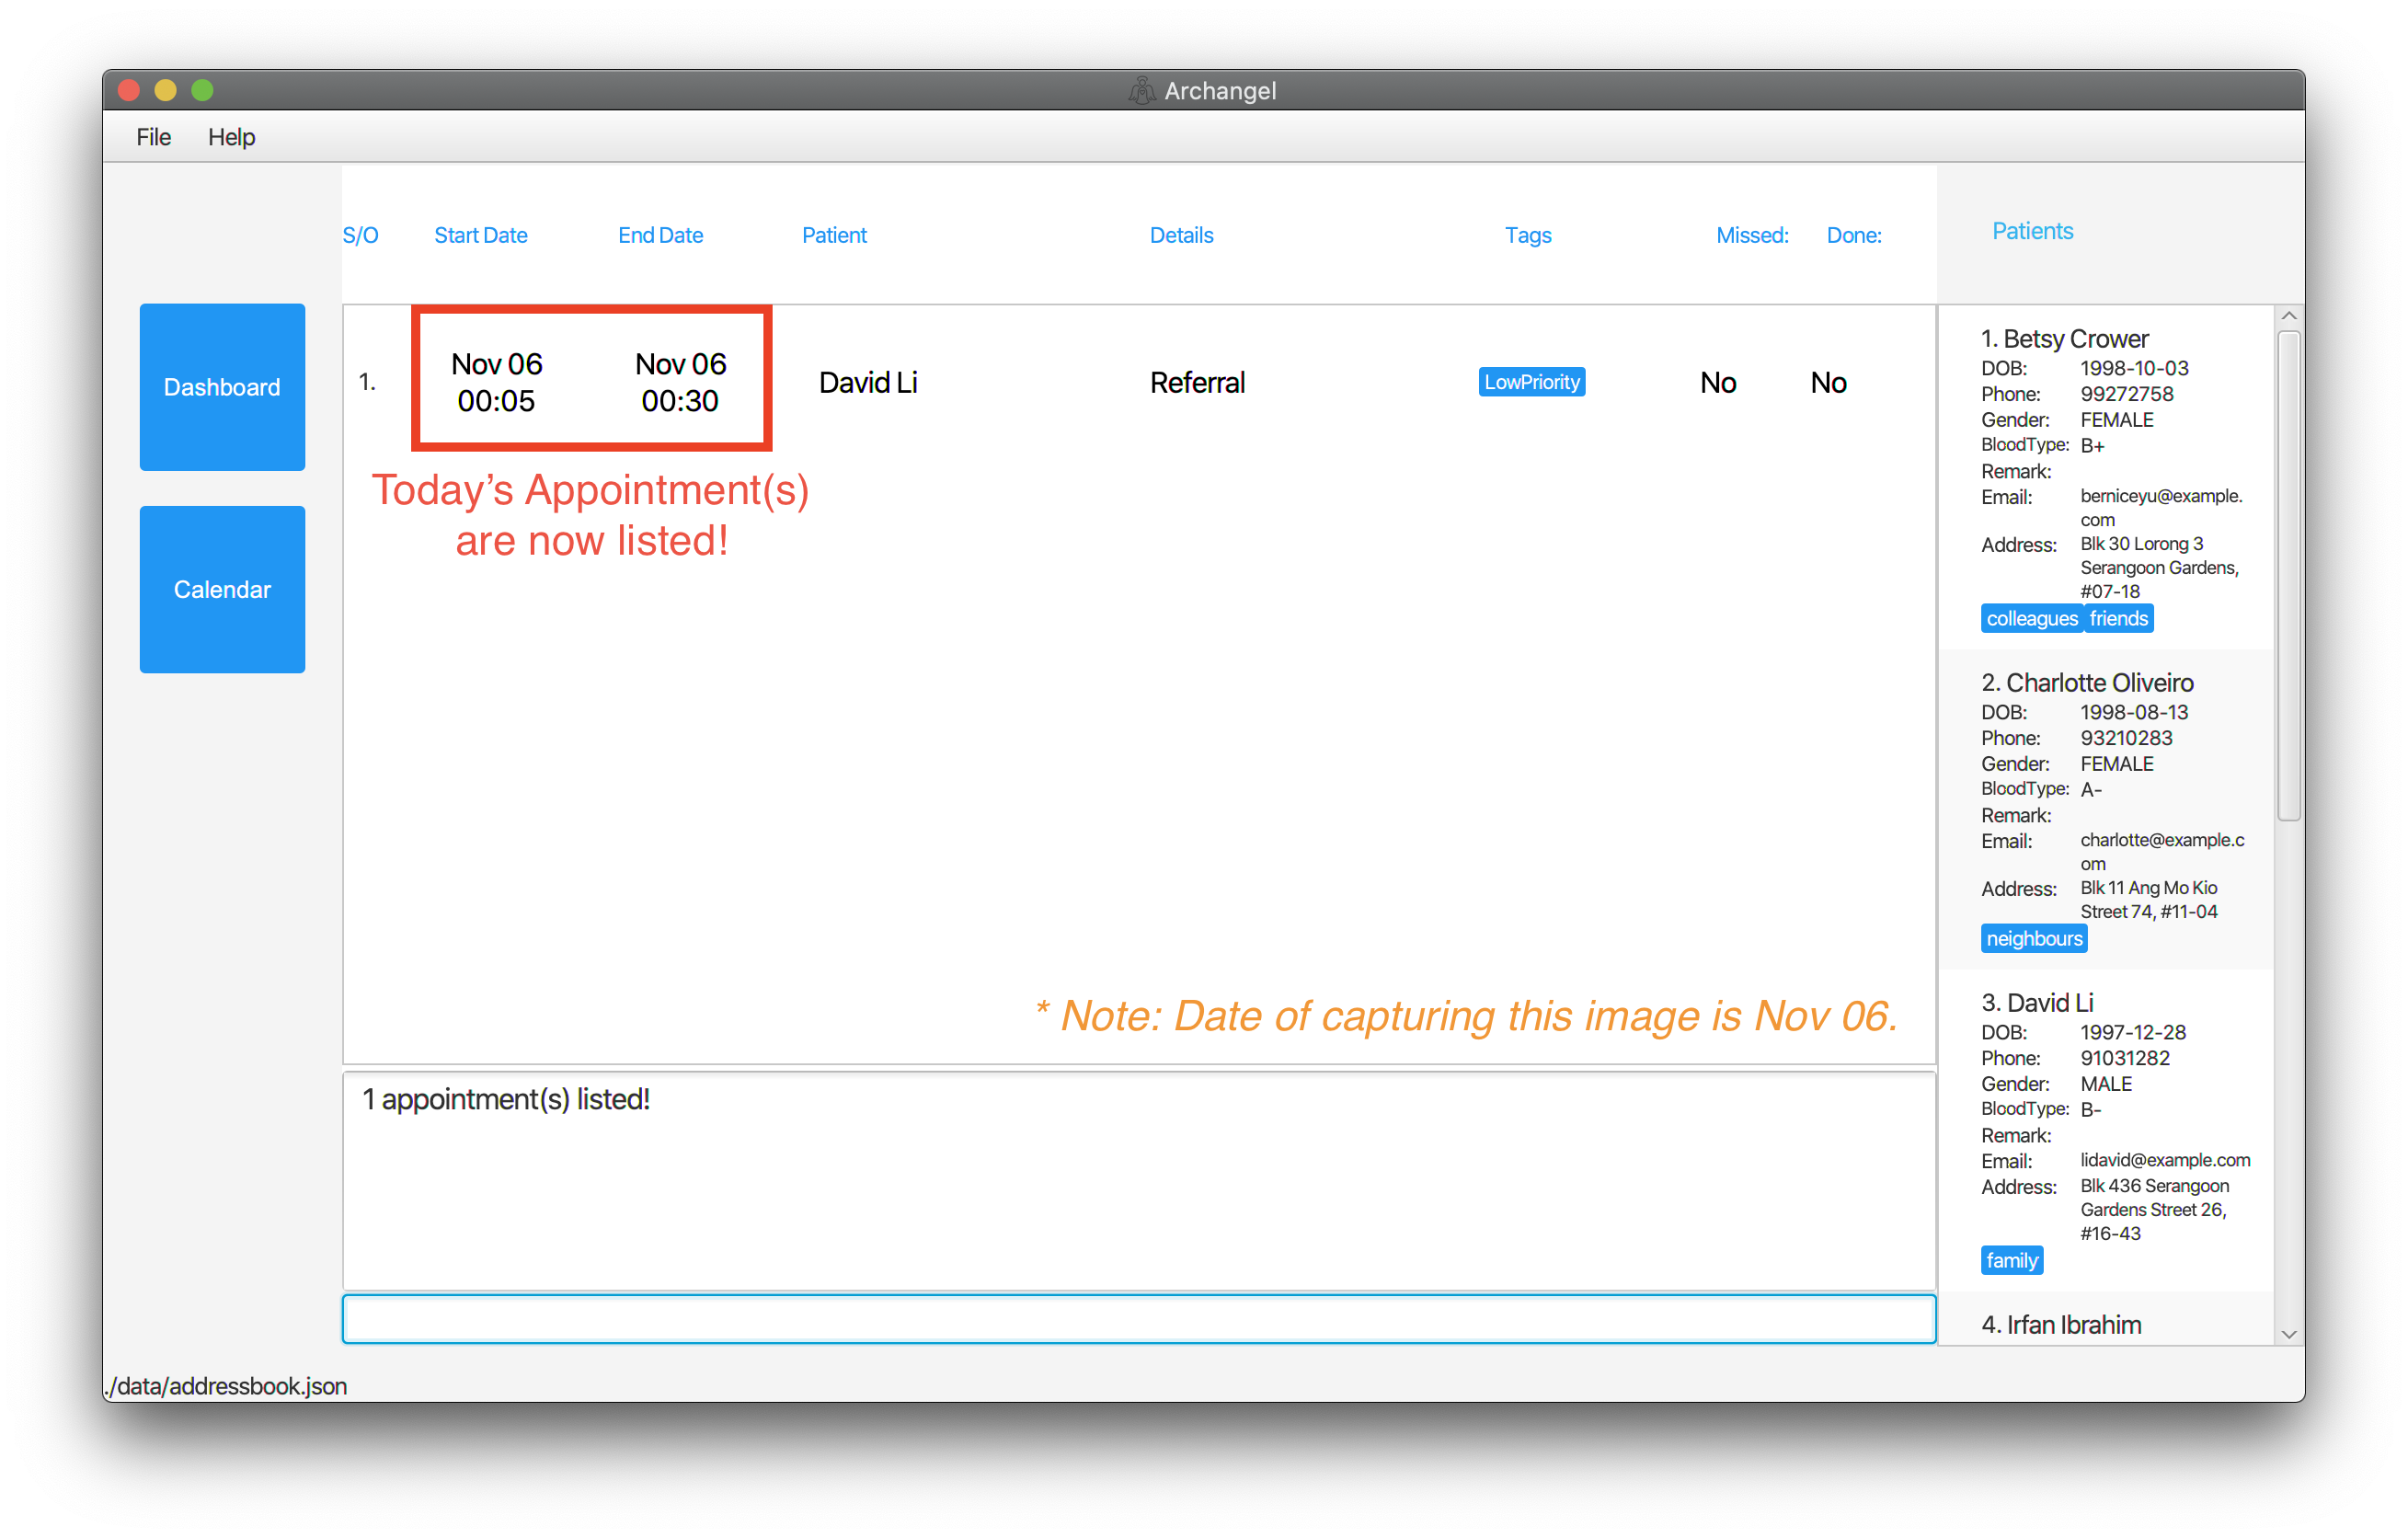 Archangel
File Help
S/O Start Date End Date Patient Details Tags Missed: Done:
Patients
Dashboard
Calendar
1. Nov 06 Nov 06 David Li Referral LowPriority No No
00:05 00:30
Today's Appointment(s)
are now listed!
* Note: Date of capturing this image is Nov 06.
1 appointment(s) listed!
1. Betsy Crower
DOB: 1998-10-03
Phone: 99272758
Gender: FEMALE
BloodType: B+
Remark:
Email: berniceyu@example.
com
Address: Blk 30 Lorong 3
Serangoon Gardens,
#07-18
colleagues friends
2. Charlotte Oliveiro
DOB: 1998-08-13
Phone: 93210283
Gender: FEMALE
BloodType: A-
Remark:
Email: charlotte@example.c
om
Address: Blk 11 Ang Mo Kio
Street 74, #11-04
neighbours
3. David Li
DOB: 1997-12-28
Phone: 91031282
Gender: MALE
BloodType: B-
Remark:
Email: lidavid@example.com
Address: Blk 436 Serangoon
Gardens Street 26,
#16-43
family
4. Irfan Ibrahim
./data/addressbook.json